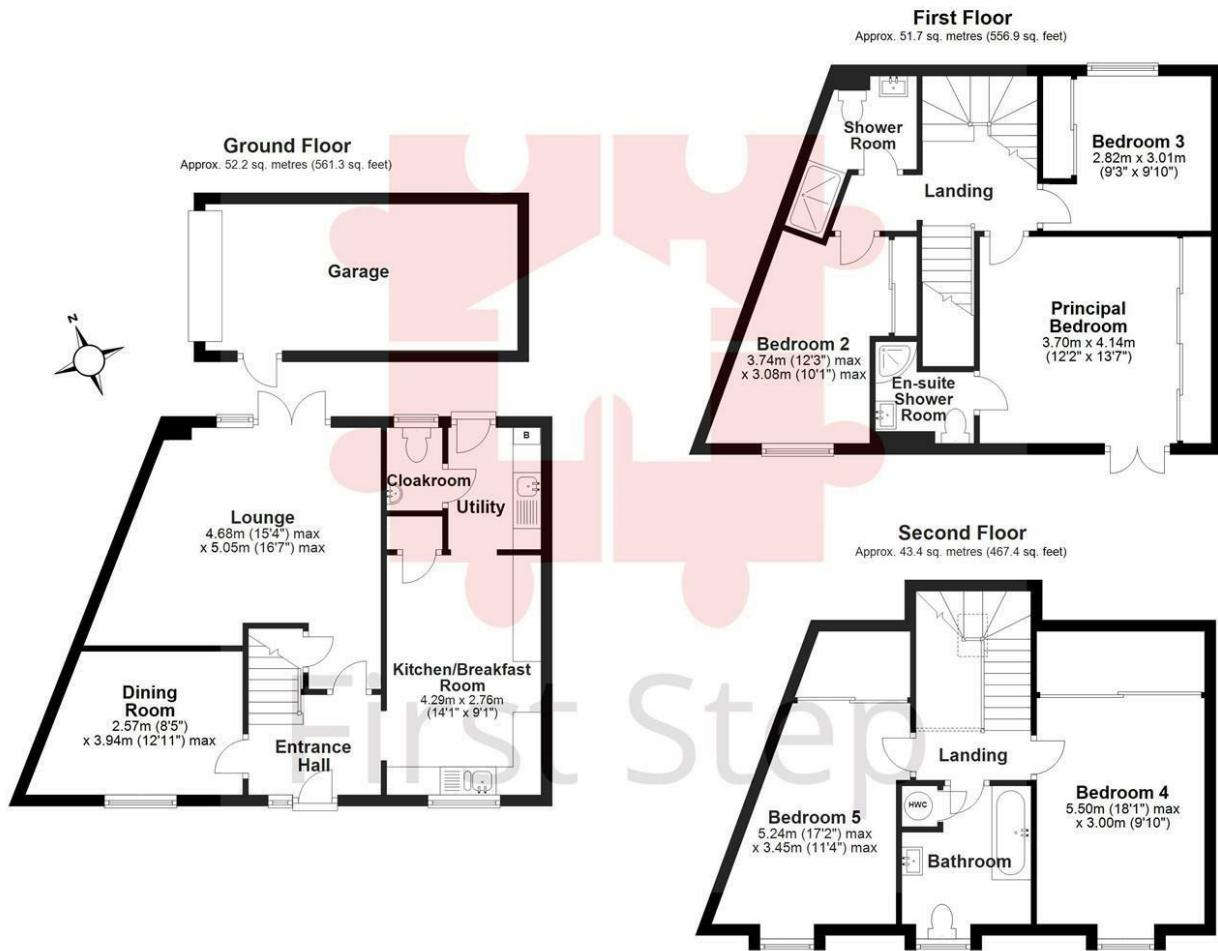 First Floor
Approx. 51.7 sq. metres (556.9 sq. feet)
Shower
Room
Bedroom 3
2.82m x 3.01m
(9'3" x 9'10")
Landing
Bedroom 2
3.74m (12'3") max
x 3.08m (10'1") max
En-suite
Shower
Room
Principal
Bedroom
3.70m x 4.14m
(12'2" x 13'7")
Ground Floor
Approx. 52.2 sq. metres (561.3 sq. feet)
Garage
N
B
Cloakroom
Utility
Lounge
4.68m (15'4") max
x 5.05m (16'7") max
Kitchen/Breakfast
Room
4.29m x 2.76m
(14'1" x 9'1")
Dining
Room
2.57m (8'5")
x 3.94m (12'11") max
Entrance
Hall
Second Floor
Approx. 43.4 sq. metres (467.4 sq. feet)
Landing
HWC
Bedroom 5
5.24m (17'2") max
x 3.45m (11'4") max
Bathroom
Bedroom 4
5.50m (18'1") max
x 3.00m (9'10")
First Step